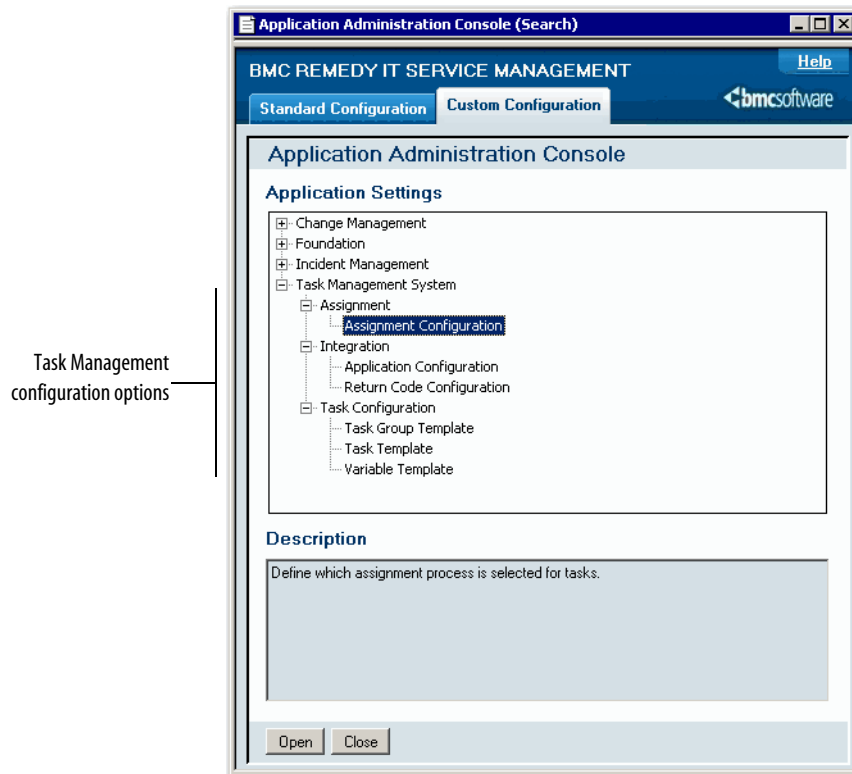 Application Administration Console (Search)
BMC REMEDY IT SERVICE MANAGEMENT
Help
Standard Configuration
Custom Configuration
bmcsoftware
Application Administration Console
Application Settings
Change Management
Foundation
Incident Management
Task Management System
Assignment
Assignment Configuration
Integration
Application Configuration
Return Code Configuration
Task Configuration
Task Group Template
Task Template
Variable Template
Task Management
configuration options
Description
Define which assignment process is selected for tasks.
Open
Close